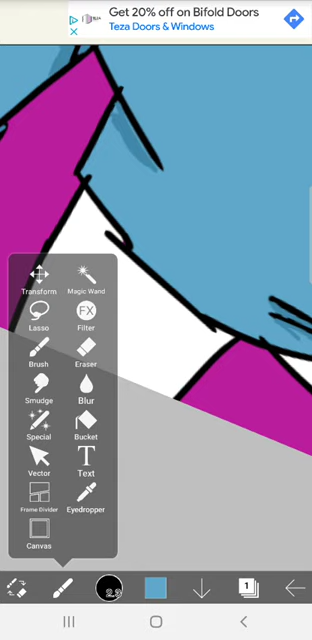 Get 20% off on Bifold Doors
Teza Doors & Windows
Transform
Magic Wand
Lasso
FX
Filter
Brush
Eraser
Smudge
Blur
Special
Bucket
Vector
T
Text
Frame Divider
Eyedropper
Canvas
2.3
1